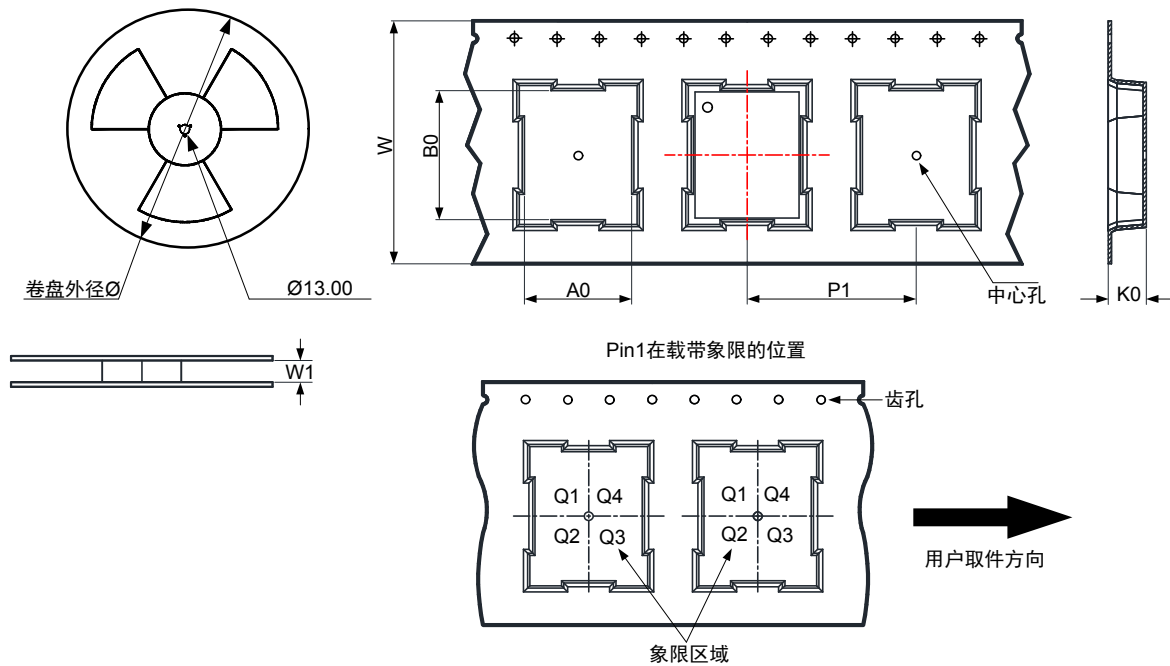 W
B0
A0
P1
中心孔
K0
卷盘外径Ø
Ø13.00
W1
Pin1在载带象限的位置
齿孔
Q1 Q4
Q2 Q3
Q1 Q4
Q2 Q3
用户取件方向
象限区域